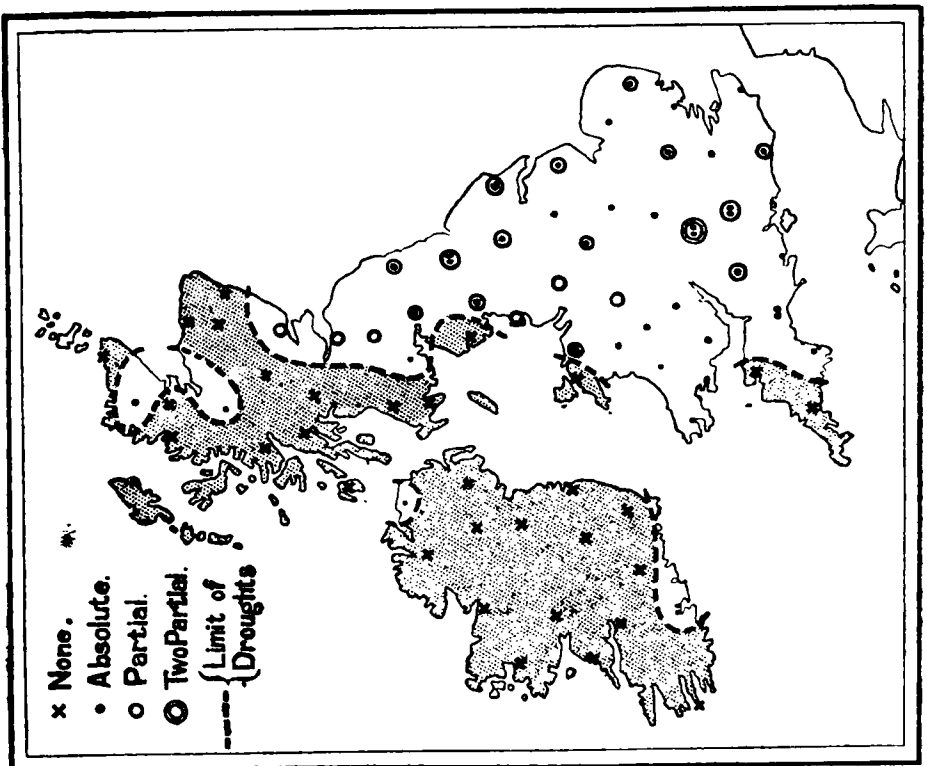 × None.
• Absolute.
○ Partial.
◎ Two Partial.
---- { Limit of
{ Droughts